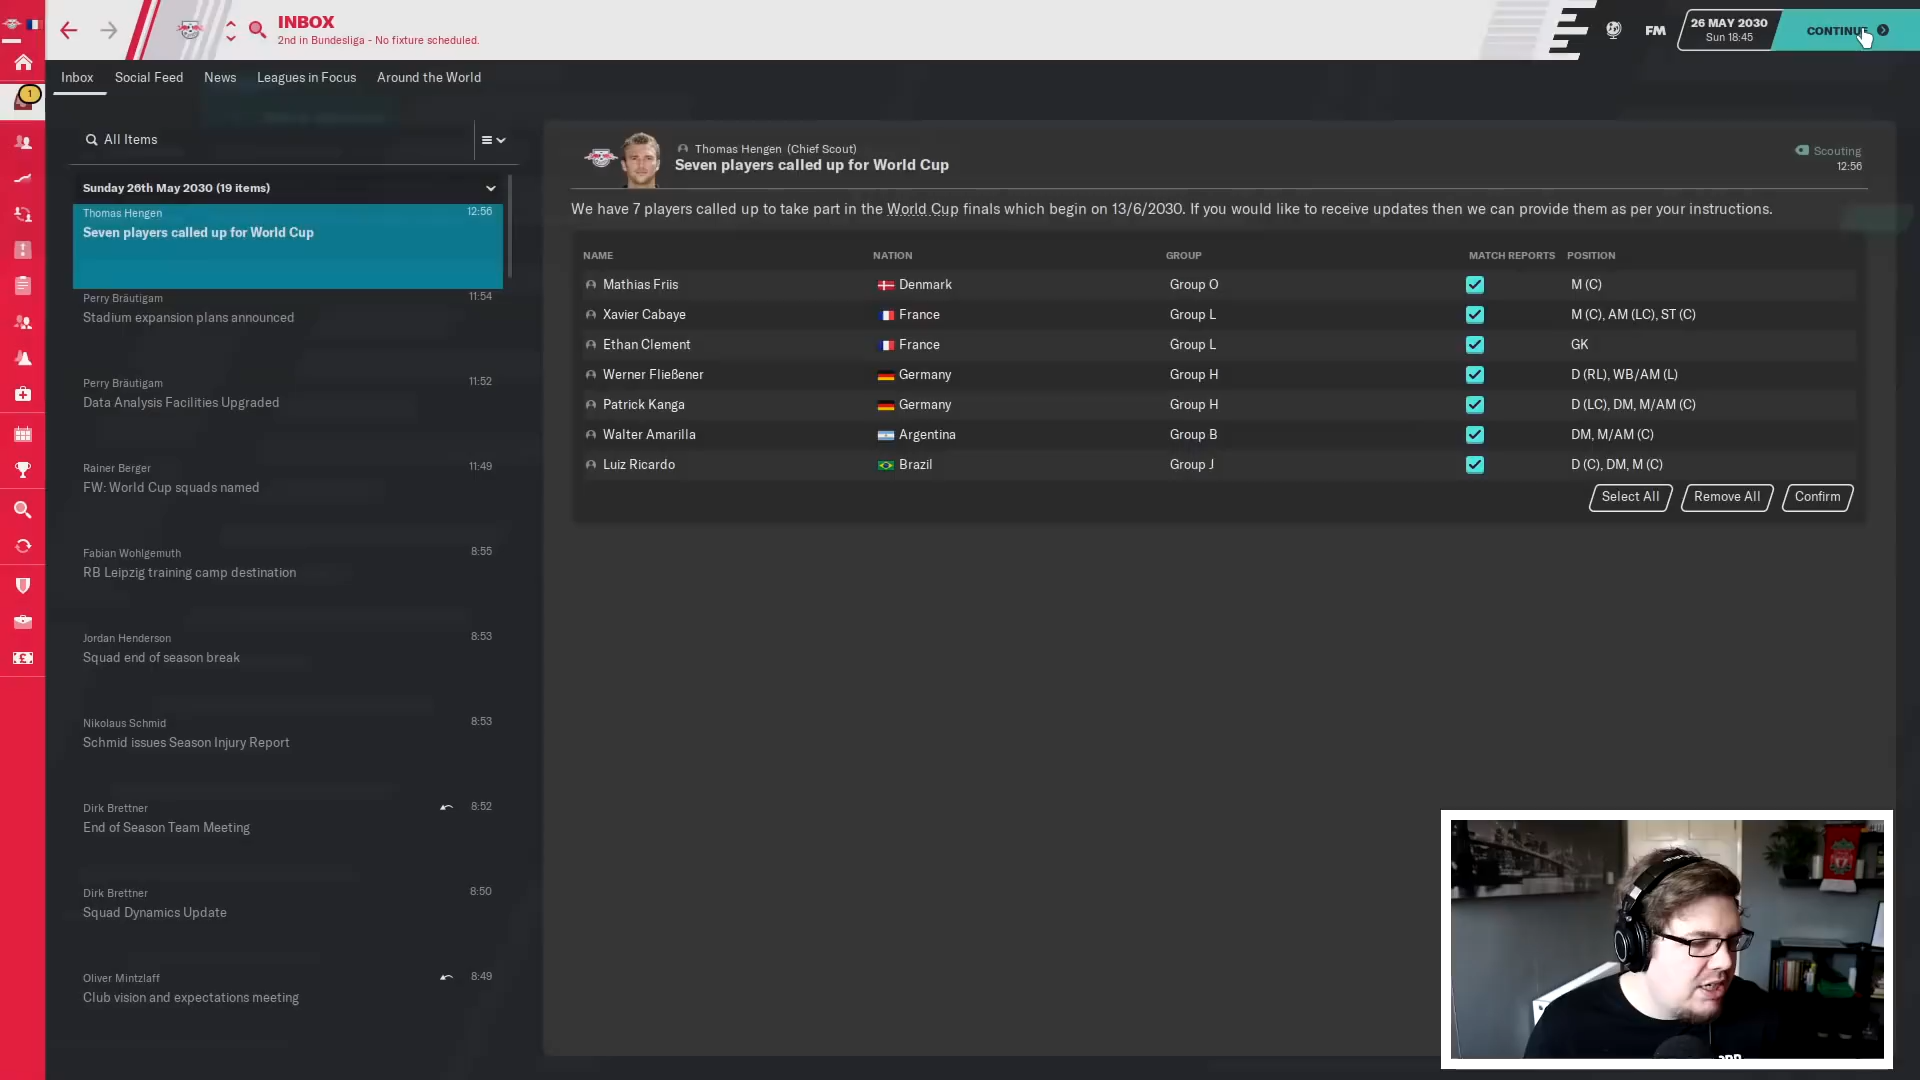 INBOX
2nd in Bundesliga - No fixture scheduled.
FM
26 MAY 2030
Sun 18:45
CONTINUE
1
Inbox
Social Feed
News
Leagues in Focus
Around the World
All Items
Sunday 26th May 2030 (19 items)
Thomas Hengen 12:56
Seven players called up for World Cup
Perry Bräutigam 11:54
Stadium expansion plans announced
Perry Bräutigam 11:52
Data Analysis Facilities Upgraded
Rainer Berger 11:49
FW: World Cup squads named
Fabian Wohlgemuth 8:55
RB Leipzig training camp destination
Jordan Henderson 8:53
Squad end of season break
Nikolaus Schmid 8:53
Schmid issues Season Injury Report
Dirk Brettner 8:52
End of Season Team Meeting
Dirk Brettner 8:50
Squad Dynamics Update
Oliver Mintzlaff 8:49
Club vision and expectations meeting
Thomas Hengen (Chief Scout)
Seven players called up for World Cup
Scouting
12:56
We have 7 players called up to take part in the World Cup finals which begin on 13/6/2030. If you would like to receive updates then we can provide them as per your instructions.
NAME NATION GROUP MATCH REPORTS POSITION
Mathias Friis Denmark Group O M (C)
Xavier Cabaye France Group L M (C), AM (LC), ST (C)
Ethan Clement France Group L GK
Werner Fließener Germany Group H D (RL), WB/AM (L)
Patrick Kanga Germany Group H D (LC), DM, M/AM (C)
Walter Amarilla Argentina Group B DM, M/AM (C)
Luiz Ricardo Brazil Group J D (C), DM, M (C)
Select All
Remove All
Confirm